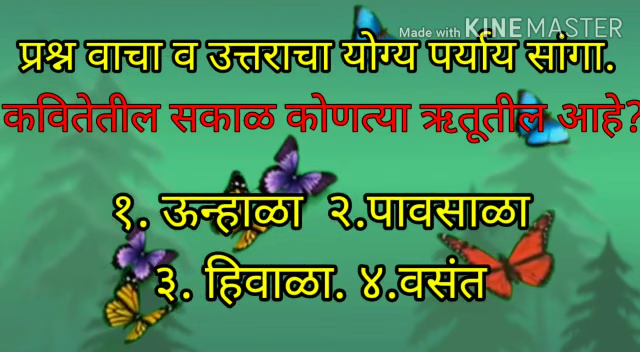 Made with KINEMASTER
प्रश्न वाचा व उत्तराचा योग्य पर्याय सांगा.
कवितेतील सकाळ कोणत्या ऋतूतील आहे?
१. ऊन्हाळा २.पावसाळा
३. हिवाळा. ४.वसंत